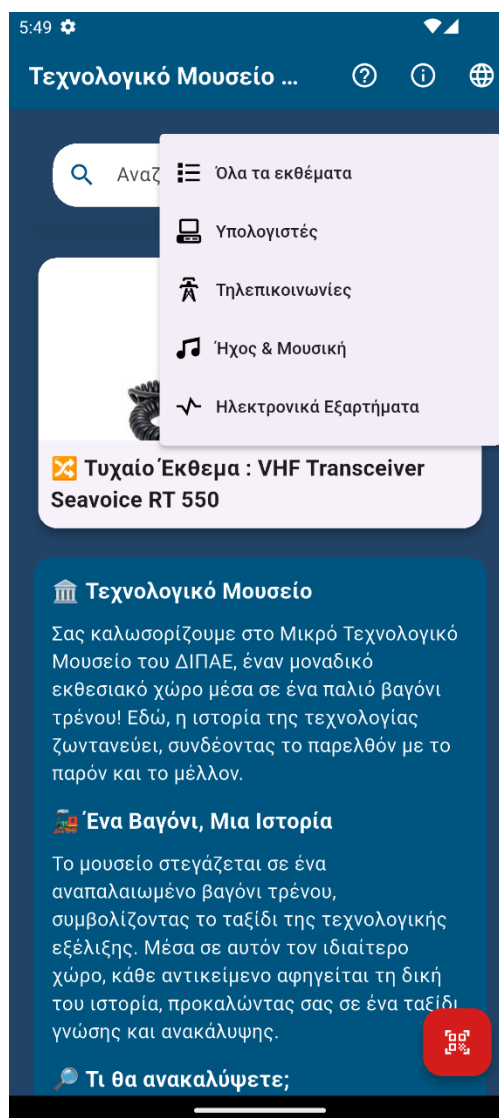 5:49
Τεχνολογικό Μουσείο ...
Αναζ
Όλα τα εκθέματα
Υπολογιστές
Τηλεπικοινωνίες
Ήχος & Μουσική
Ηλεκτρονικά Εξαρτήματα
🔀 Τυχαίο Έκθεμα : VHF Transceiver
Seavoice RT 550
🏛️ Τεχνολογικό Μουσείο
Σας καλωσορίζουμε στο Μικρό Τεχνολογικό
Μουσείο του ΔΙΠΑΕ, έναν μοναδικό
εκθεσιακό χώρο μέσα σε ένα παλιό βαγόνι
τρένου! Εδώ, η ιστορία της τεχνολογίας
ζωντανεύει, συνδέοντας το παρελθόν με το
παρόν και το μέλλον.
🚂 Ένα Βαγόνι, Μια Ιστορία
Το μουσείο στεγάζεται σε ένα
αναπαλαιωμένο βαγόνι τρένου,
συμβολίζοντας το ταξίδι της τεχνολογικής
εξέλιξης. Μέσα σε αυτόν τον ιδιαίτερο
χώρο, κάθε αντικείμενο αφηγείται τη δική
του ιστορία, προκαλώντας σας σε ένα ταξίδι
γνώσης και ανακάλυψης.
🔎 Τι θα ανακαλύψετε;